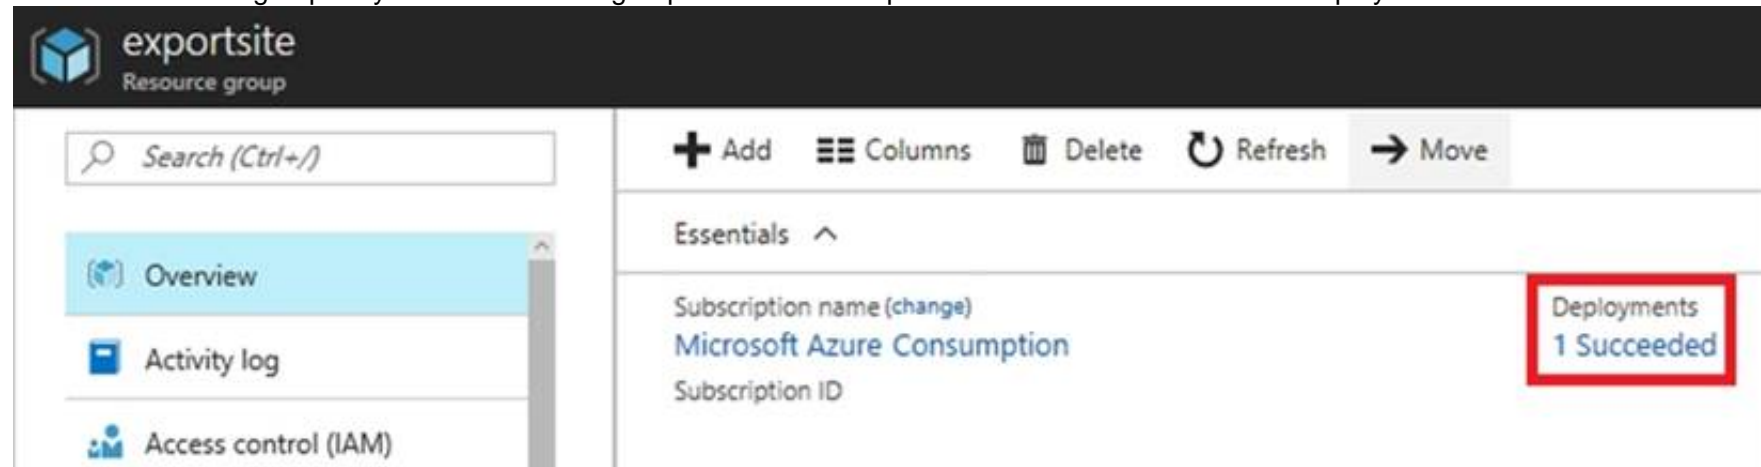 exportsite
Resource group
Search (Ctrl+/)
Overview
Activity log
Access control (IAM)
Add Columns Delete Refresh Move
Essentials
Subscription name (change)
Microsoft Azure Consumption
Subscription ID
Deployments
1 Succeeded